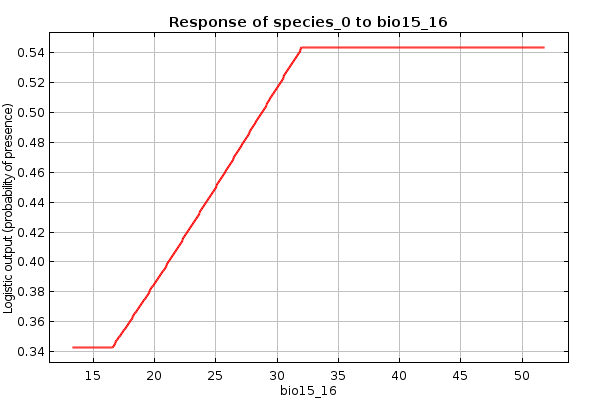 Response of species_0 to bio15_16
Logistic output (probability of presence)
0.54
0.52
0.50
0.48
0.46
0.44
0.42
0.40
0.38
0.36
0.34
15 20 25 30 35 40 45 50
bio15_16